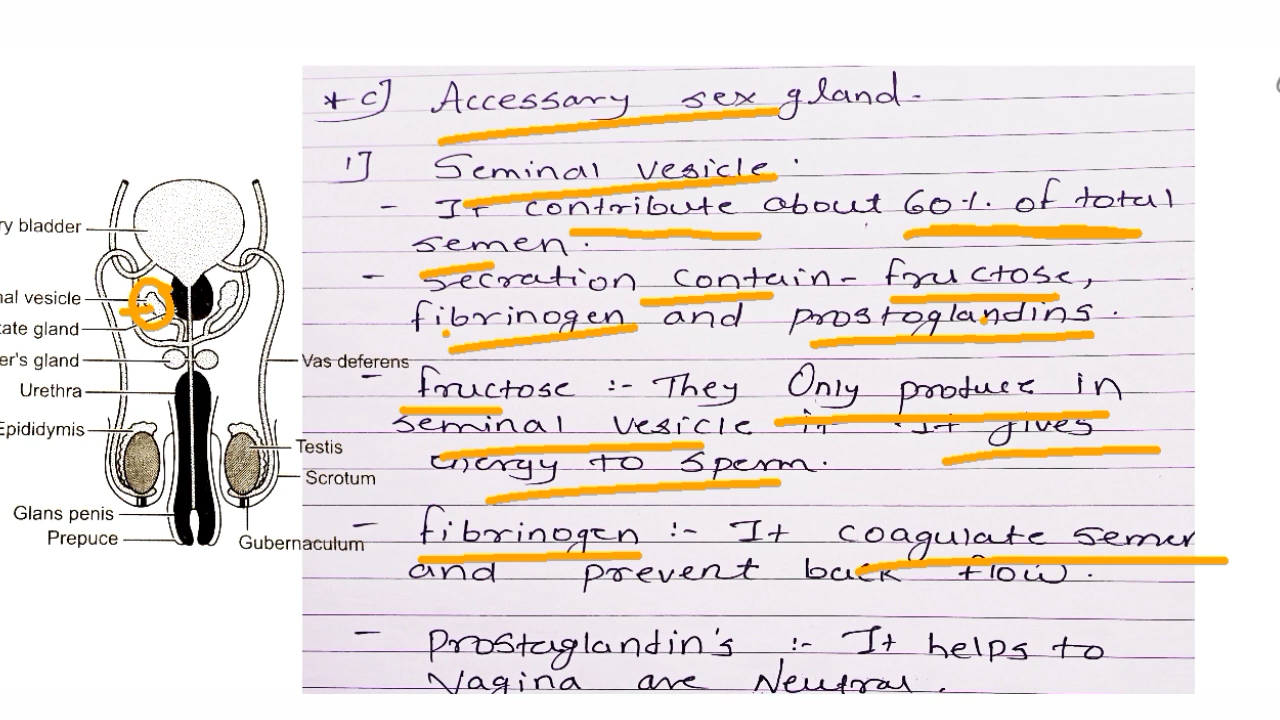 * C] Accessary sex gland.
1] Seminal vesicle.
- It contribute about 60%. of total
semen.
- secration contain- fructose,
fibrinogen and prostoglandins.
- fructose :- They Only produce in
seminal vesicle it It gives
energy to sperm.
- fibrinogen :- It coagulate semen
and prevent back flow.
- Prostaglandin's :- It helps to
Vagina are Neutral.
ry bladder
nal vesicle
tate gland
er's gland
Urethra
Epididymis
Glans penis
Prepuce
Vas deferens
Testis
Scrotum
Gubernaculum